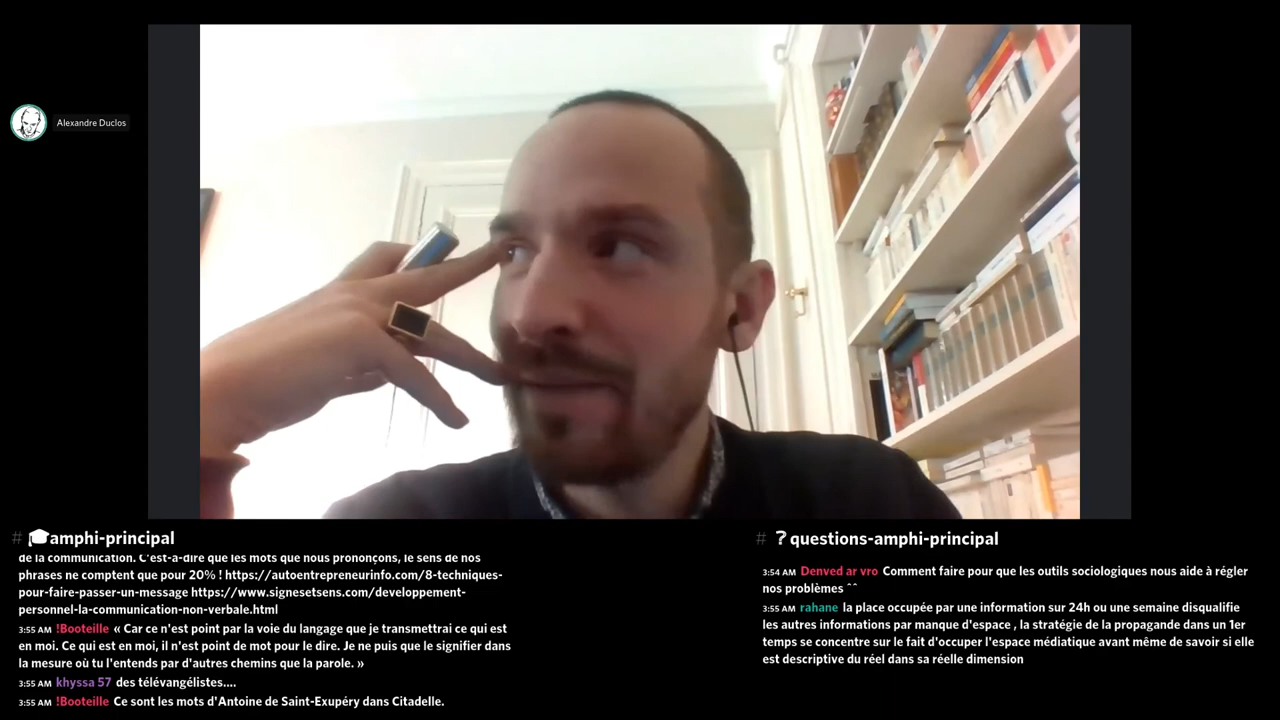 Alexandre Duclos
# 🎓amphi-principal
de la communication. C'est-à-dire que les mots que nous prononçons, le sens de nos
phrases ne comptent que pour 20% ! https://autoentrepreneurinfo.com/8-techniques-
pour-faire-passer-un-message https://www.signesetsens.com/developpement-
personnel-la-communication-non-verbale.html
3:55 AM !Booteille « Car ce n'est point par la voie du langage que je transmettrai ce qui est
en moi. Ce qui est en moi, il n'est point de mot pour le dire. Je ne puis que le signifier dans
la mesure où tu l'entends par d'autres chemins que la parole. »
3:55 AM khyssa 57 des télévangélistes....
3:55 AM !Booteille Ce sont les mots d'Antoine de Saint-Exupéry dans Citadelle.
# ❔questions-amphi-principal
3:54 AM Denved ar vro Comment faire pour que les outils sociologiques nous aide à régler
nos problèmes ^^
3:55 AM rahane la place occupée par une information sur 24h ou une semaine disqualifie
les autres informations par manque d'espace , la stratégie de la propagande dans un 1er
temps se concentre sur le fait d'occuper l'espace médiatique avant même de savoir si elle
est descriptive du réel dans sa réelle dimension